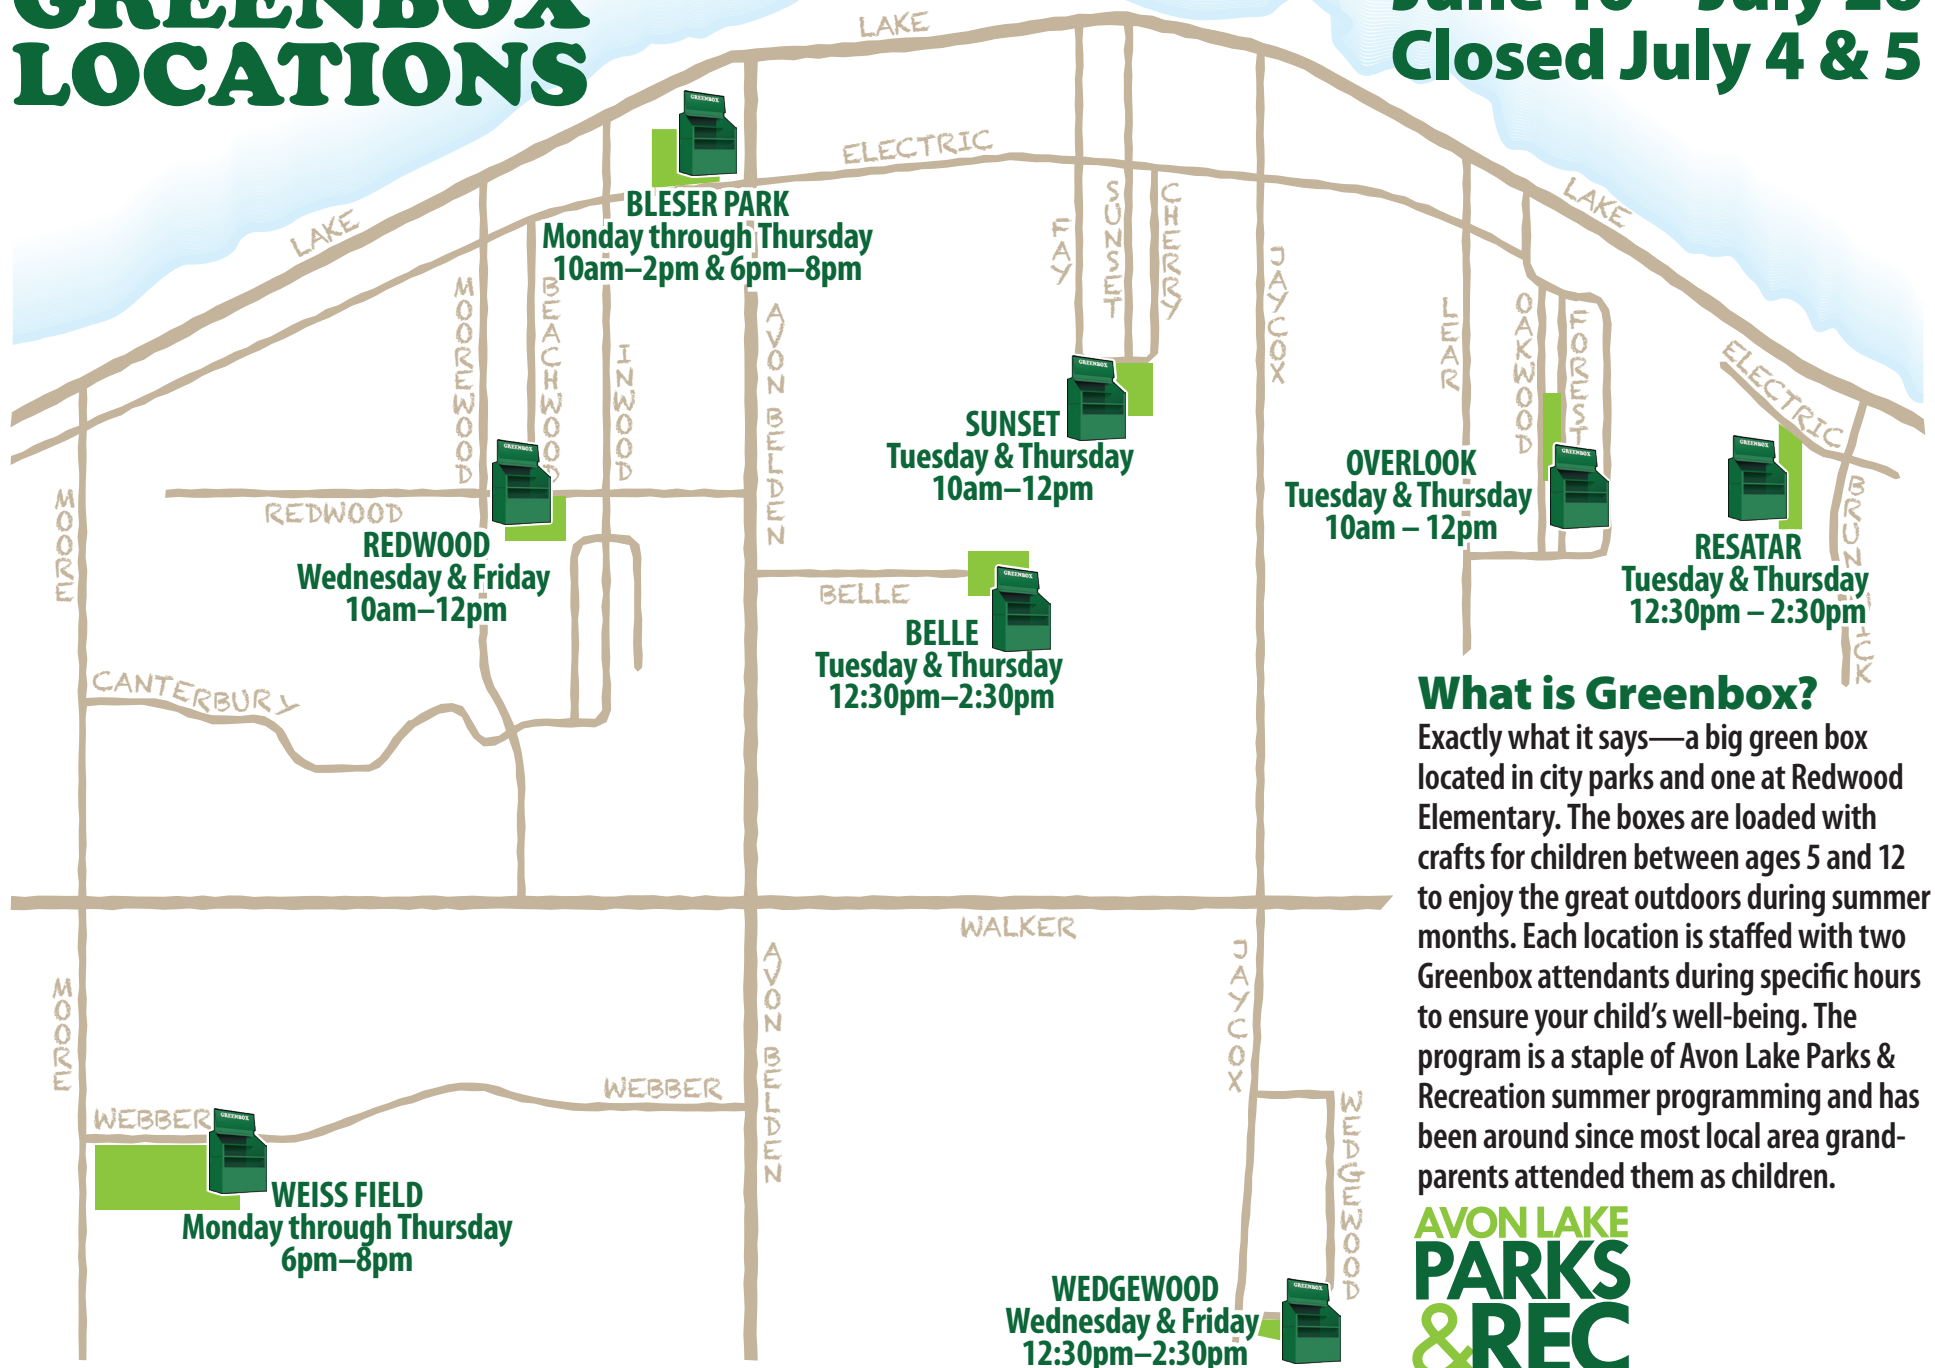 GREENBOX
LOCATIONS
June 10 – July 26
Closed July 4 & 5
LAKE
LAKE
LAKE
ELECTRIC
ELECTRIC
MOOREWOOD
BEACHWOOD
INWOOD
AVON BELDEN
FAY
SUNSET
CHERRY
JAYCOX
LEAR
OAKWOOD
FOREST
MOORE
REDWOOD
BELLE
CANTERBURY
WALKER
MOORE
AVON BELDEN
JAYCOX
WEBBER
WEBBER
WEDGEWOOD
GREENBOX
BLESER PARK
Monday through Thursday
10am–2pm & 6pm–8pm
GREENBOX
SUNSET
Tuesday & Thursday
10am–12pm
GREENBOX
OVERLOOK
Tuesday & Thursday
10am – 12pm
GREENBOX
RESATAR
Tuesday & Thursday
12:30pm – 2:30pm
GREENBOX
REDWOOD
Wednesday & Friday
10am–12pm
GREENBOX
BELLE
Tuesday & Thursday
12:30pm–2:30pm
GREENBOX
WEISS FIELD
Monday through Thursday
6pm–8pm
GREENBOX
WEDGEWOOD
Wednesday & Friday
12:30pm–2:30pm
What is Greenbox?
Exactly what it says—a big green box
located in city parks and one at Redwood
Elementary. The boxes are loaded with
crafts for children between ages 5 and 12
to enjoy the great outdoors during summer
months. Each location is staffed with two
Greenbox attendants during specific hours
to ensure your child’s well-being. The
program is a staple of Avon Lake Parks &
Recreation summer programming and has
been around since most local area grand-
parents attended them as children.
AVON LAKE
PARKS
&REC